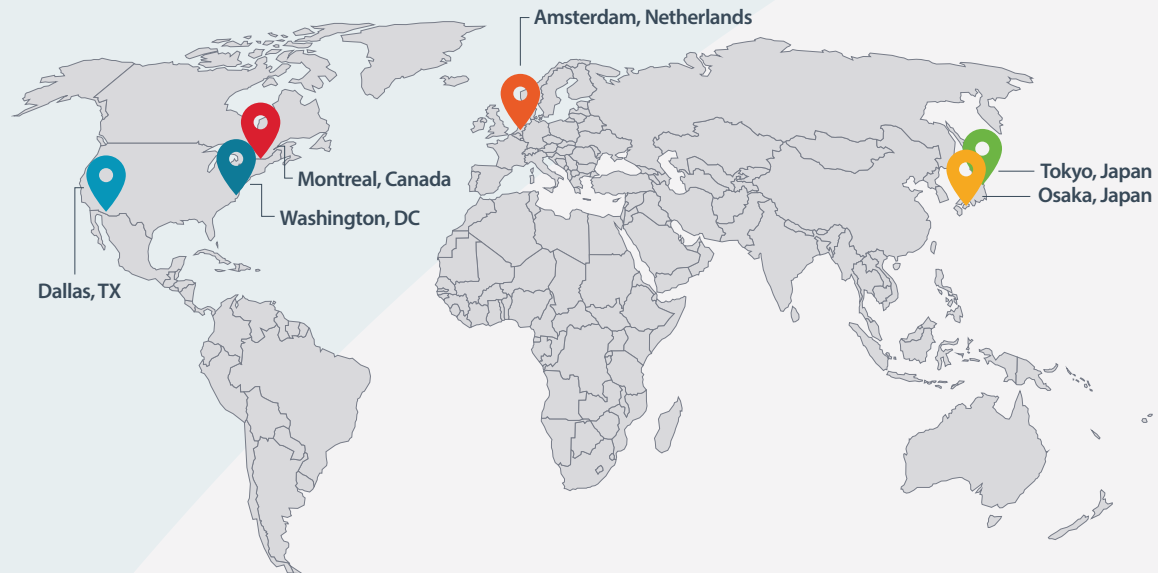 Amsterdam, Netherlands
Montreal, Canada
Tokyo, Japan
Osaka, Japan
Washington, DC
Dallas, TX